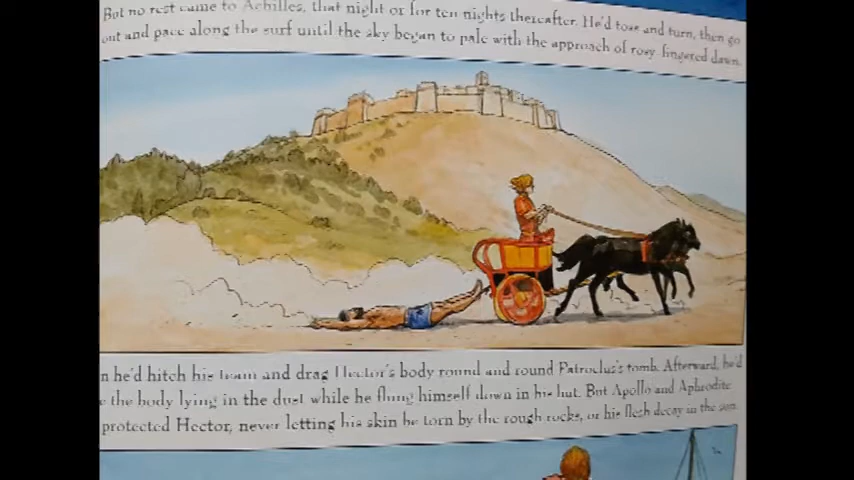 But no rest came to Achilles, that night or for ten nights thereafter. He'd toss and turn, then go
out and pace along the surf until the sky began to pale with the approach of rosy-fingered dawn.
n he'd hitch his team and drag Hector's body round and round Patroclus's tomb. Afterward, he'd
e the body lying in the dust while he flung himself down in his hut. But Apollo and Aphrodite
protected Hector, never letting his skin be torn by the rough rocks, or his flesh decay in the sun.